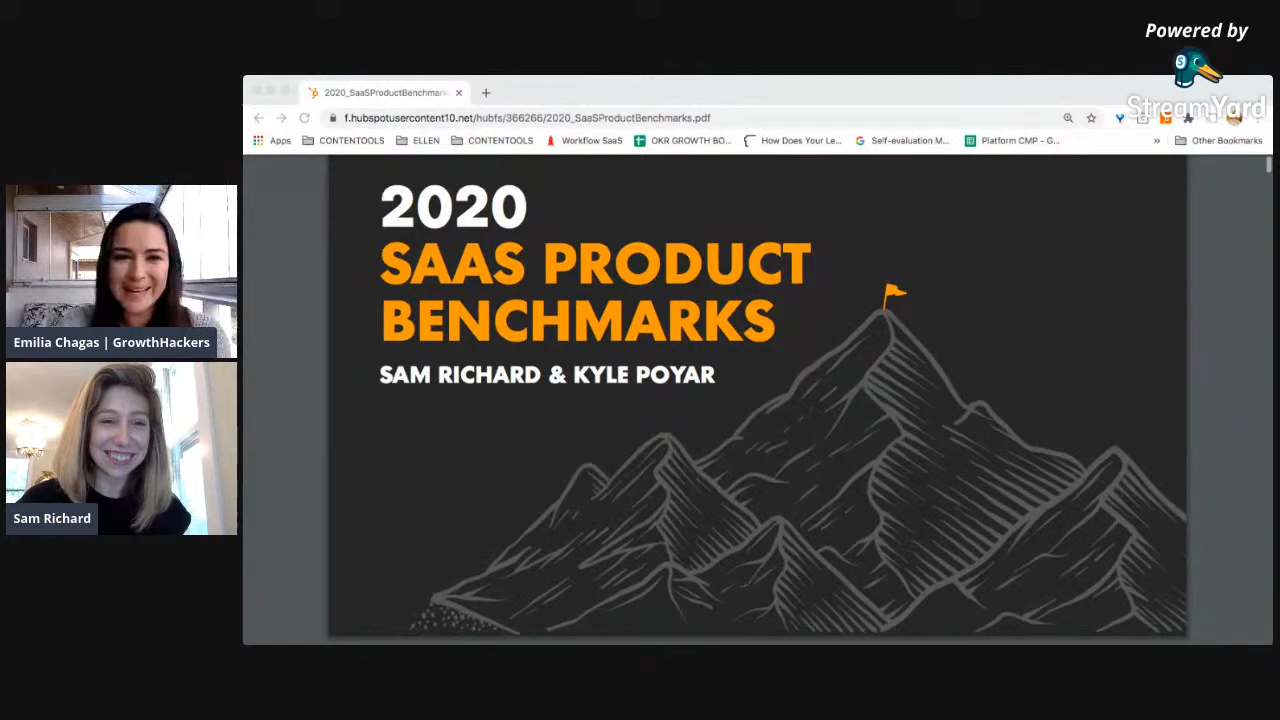 Powered by
StreamYard
2020_SaaSProductBenchmark
f.hubspotusercontent10.net/hubfs/366266/2020_SaaSProductBenchmarks.pdf
Apps
CONTENTOOLS
ELLEN
CONTENTOOLS
Workflow SaaS
OKR GROWTH BO...
How Does Your Le...
Self-evaluation M...
Platform CMP - G...
»
Other Bookmarks
2020
SAAS PRODUCT
BENCHMARKS
SAM RICHARD & KYLE POYAR
Emilia Chagas | GrowthHackers
Sam Richard